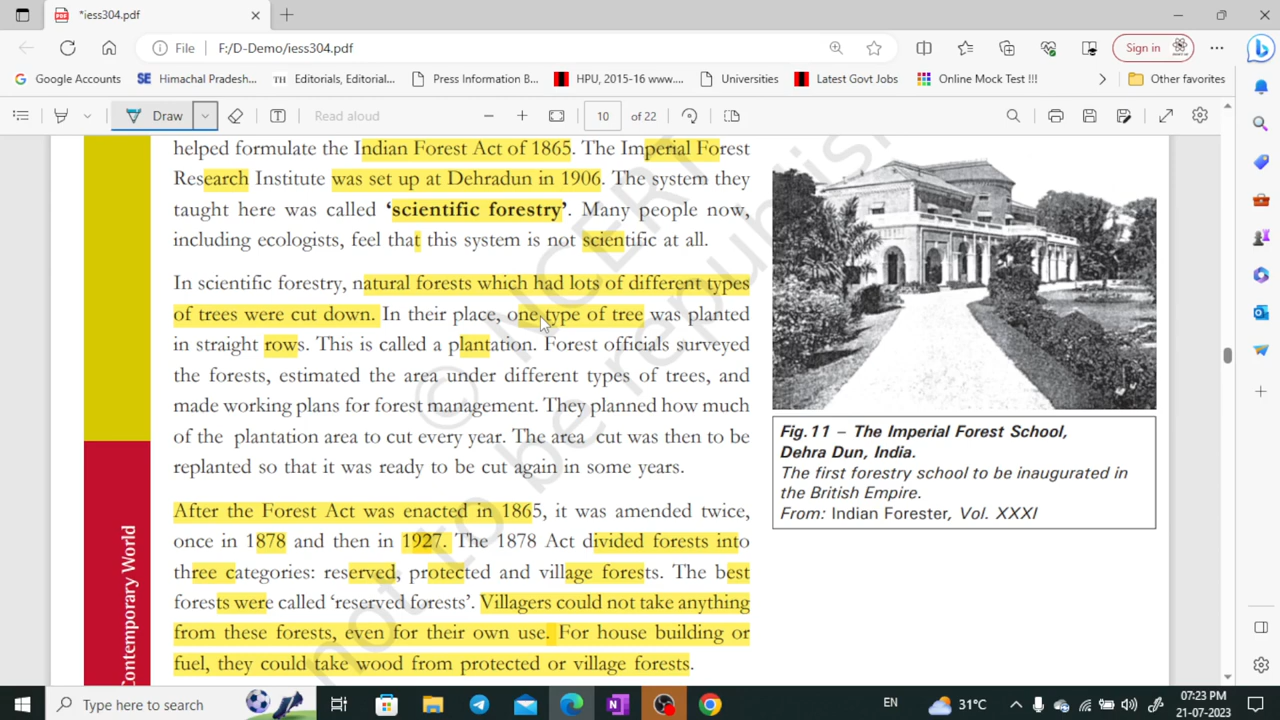 *iess304.pdf
File F:/D-Demo/iess304.pdf
Sign in
Google Accounts Himachal Pradesh... Editorials, Editorial... Press Information B... HPU, 2015-16 www.... Universities Latest Govt Jobs Online Mock Test !!! Other favorites
Draw Read aloud 10 of 22
helped formulate the Indian Forest Act of 1865. The Imperial Forest
Research Institute was set up at Dehradun in 1906. The system they
taught here was called ‘scientific forestry’. Many people now,
including ecologists, feel that this system is not scientific at all.
In scientific forestry, natural forests which had lots of different types
of trees were cut down. In their place, one type of tree was planted
in straight rows. This is called a plantation. Forest officials surveyed
the forests, estimated the area under different types of trees, and
made working plans for forest management. They planned how much
of the plantation area to cut every year. The area cut was then to be
replanted so that it was ready to be cut again in some years.
After the Forest Act was enacted in 1865, it was amended twice,
once in 1878 and then in 1927. The 1878 Act divided forests into
three categories: reserved, protected and village forests. The best
forests were called ‘reserved forests’. Villagers could not take anything
from these forests, even for their own use. For house building or
fuel, they could take wood from protected or village forests.
Fig.11 – The Imperial Forest School,
Dehra Dun, India.
The first forestry school to be inaugurated in
the British Empire.
From: Indian Forester, Vol. XXXI
Contemporary World
© NCERT
not to be republish
Type here to search
EN
31°C
07:23 PM
21-07-2023